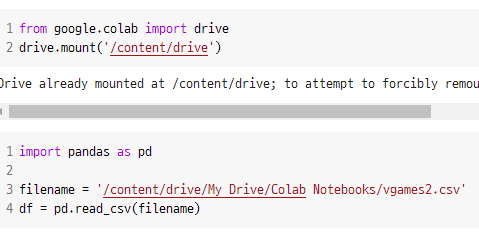 1 from google.colab import drive
2 drive.mount('/content/drive')
Drive already mounted at /content/drive; to attempt to forcibly remou
1 import pandas as pd
2
3 filename = '/content/drive/My Drive/Colab Notebooks/vgames2.csv'
4 df = pd.read_csv(filename)